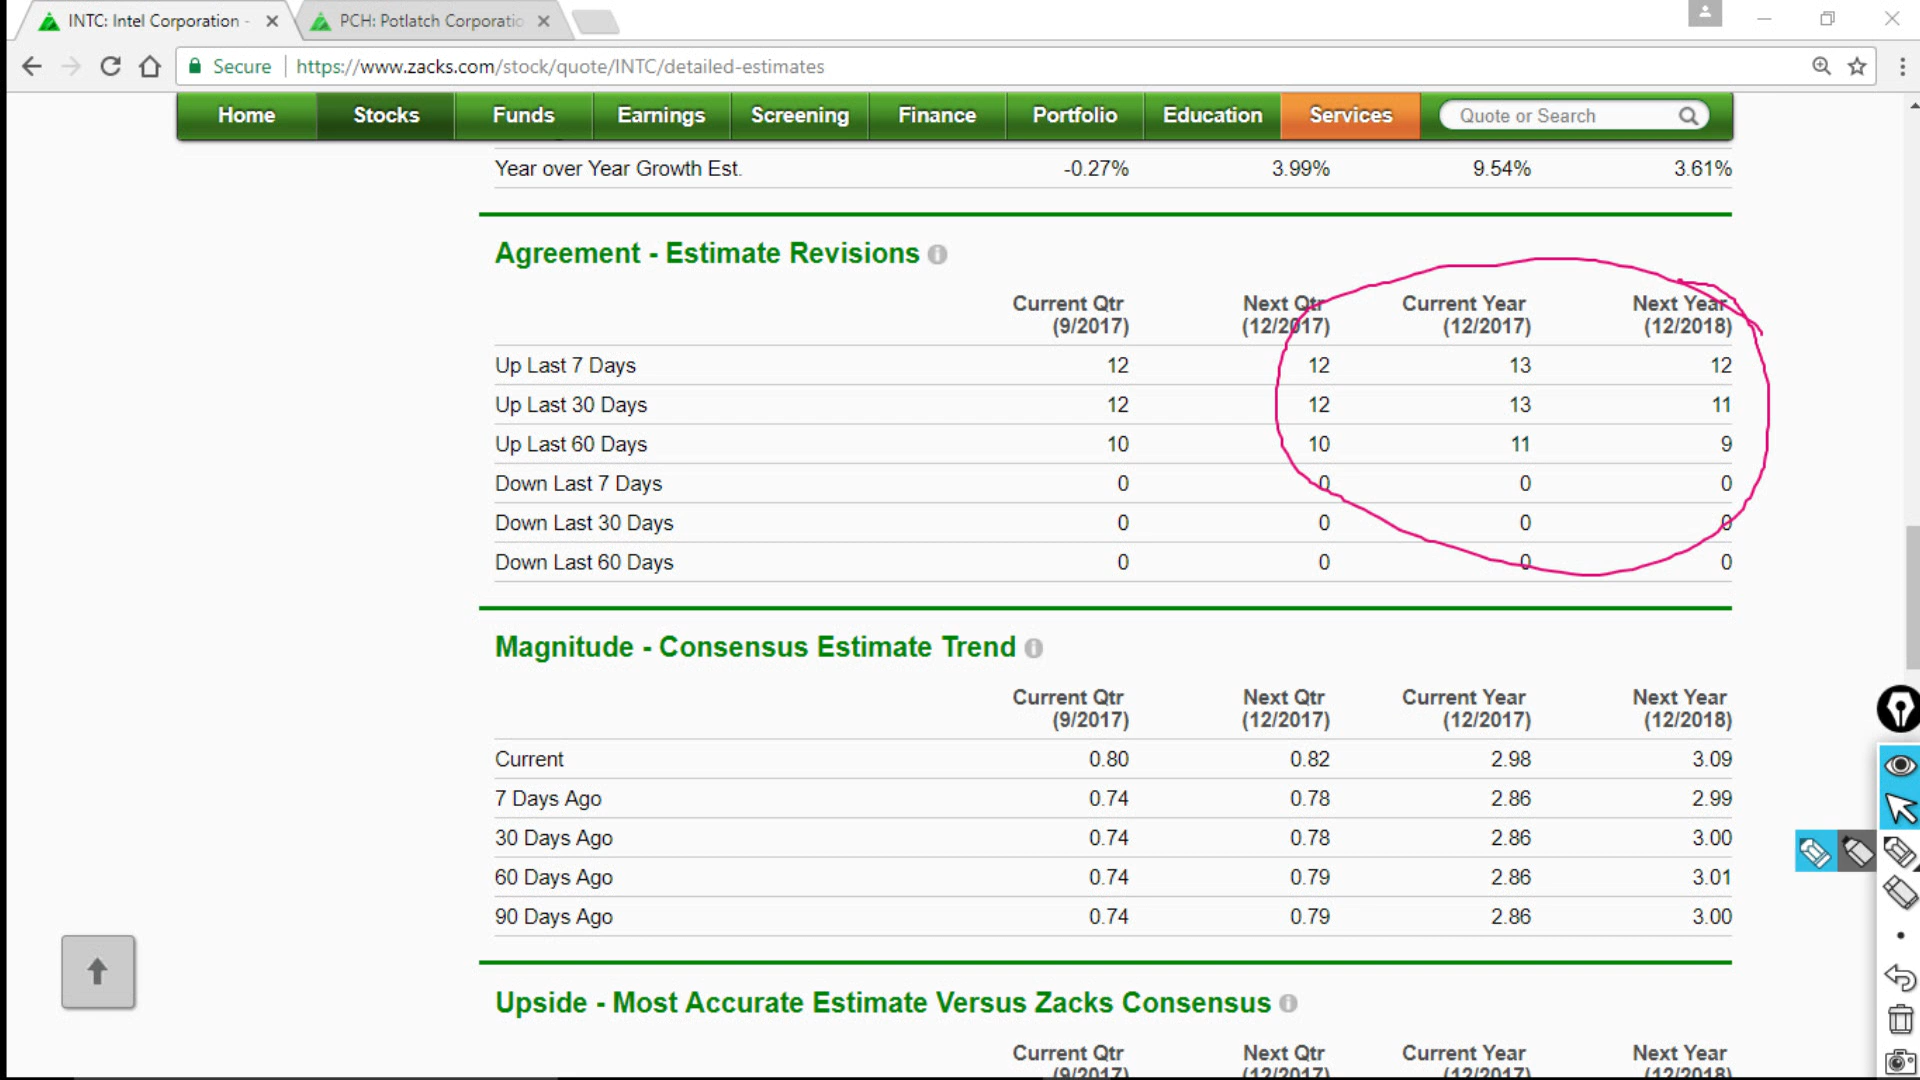 INTC: Intel Corporation - PCH: Potlatch Corporatio
Secure https://www.zacks.com/stock/quote/INTC/detailed-estimates
Home Stocks Funds Earnings Screening Finance Portfolio Education Services Quote or Search
Year over Year Growth Est. -0.27% 3.99% 9.54% 3.61%
Agreement - Estimate Revisions
Current Qtr Next Qtr Current Year Next Year
(9/2017) (12/2017) (12/2017) (12/2018)
Up Last 7 Days 12 12 13 12
Up Last 30 Days 12 12 13 11
Up Last 60 Days 10 10 11 9
Down Last 7 Days 0 0 0 0
Down Last 30 Days 0 0 0 0
Down Last 60 Days 0 0 0 0
Magnitude - Consensus Estimate Trend
Current Qtr Next Qtr Current Year Next Year
(9/2017) (12/2017) (12/2017) (12/2018)
Current 0.80 0.82 2.98 3.09
7 Days Ago 0.74 0.78 2.86 2.99
30 Days Ago 0.74 0.78 2.86 3.00
60 Days Ago 0.74 0.79 2.86 3.01
90 Days Ago 0.74 0.79 2.86 3.00
Upside - Most Accurate Estimate Versus Zacks Consensus
Current Qtr Next Qtr Current Year Next Year
(9/2017) (12/2017) (12/2017) (12/2018)